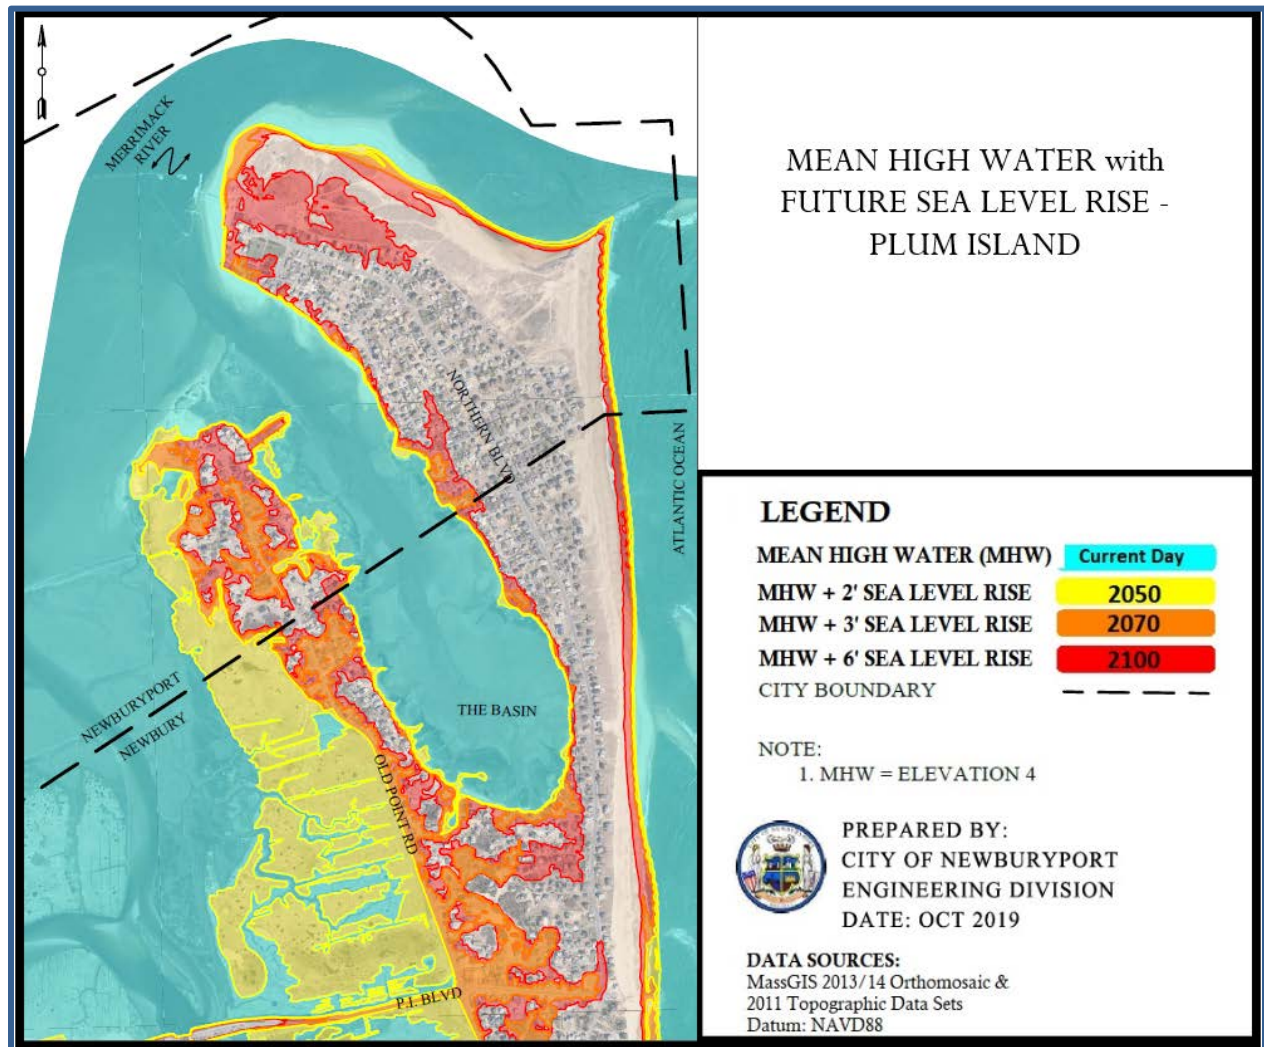 MERRIMACK
RIVER
NORTHERN BLVD
ATLANTIC OCEAN
NEWBURYPORT
NEWBURY
THE BASIN
OLD POINT RD
P.I. BLVD
MEAN HIGH WATER with
FUTURE SEA LEVEL RISE -
PLUM ISLAND
LEGEND
MEAN HIGH WATER (MHW) Current Day
MHW + 2' SEA LEVEL RISE 2050
MHW + 3' SEA LEVEL RISE 2070
MHW + 6' SEA LEVEL RISE 2100
CITY BOUNDARY
NOTE:
1. MHW = ELEVATION 4
PREPARED BY:
CITY OF NEWBURYPORT
ENGINEERING DIVISION
DATE: OCT 2019
DATA SOURCES:
MassGIS 2013/14 Orthomosaic &
2011 Topographic Data Sets
Datum: NAVD88